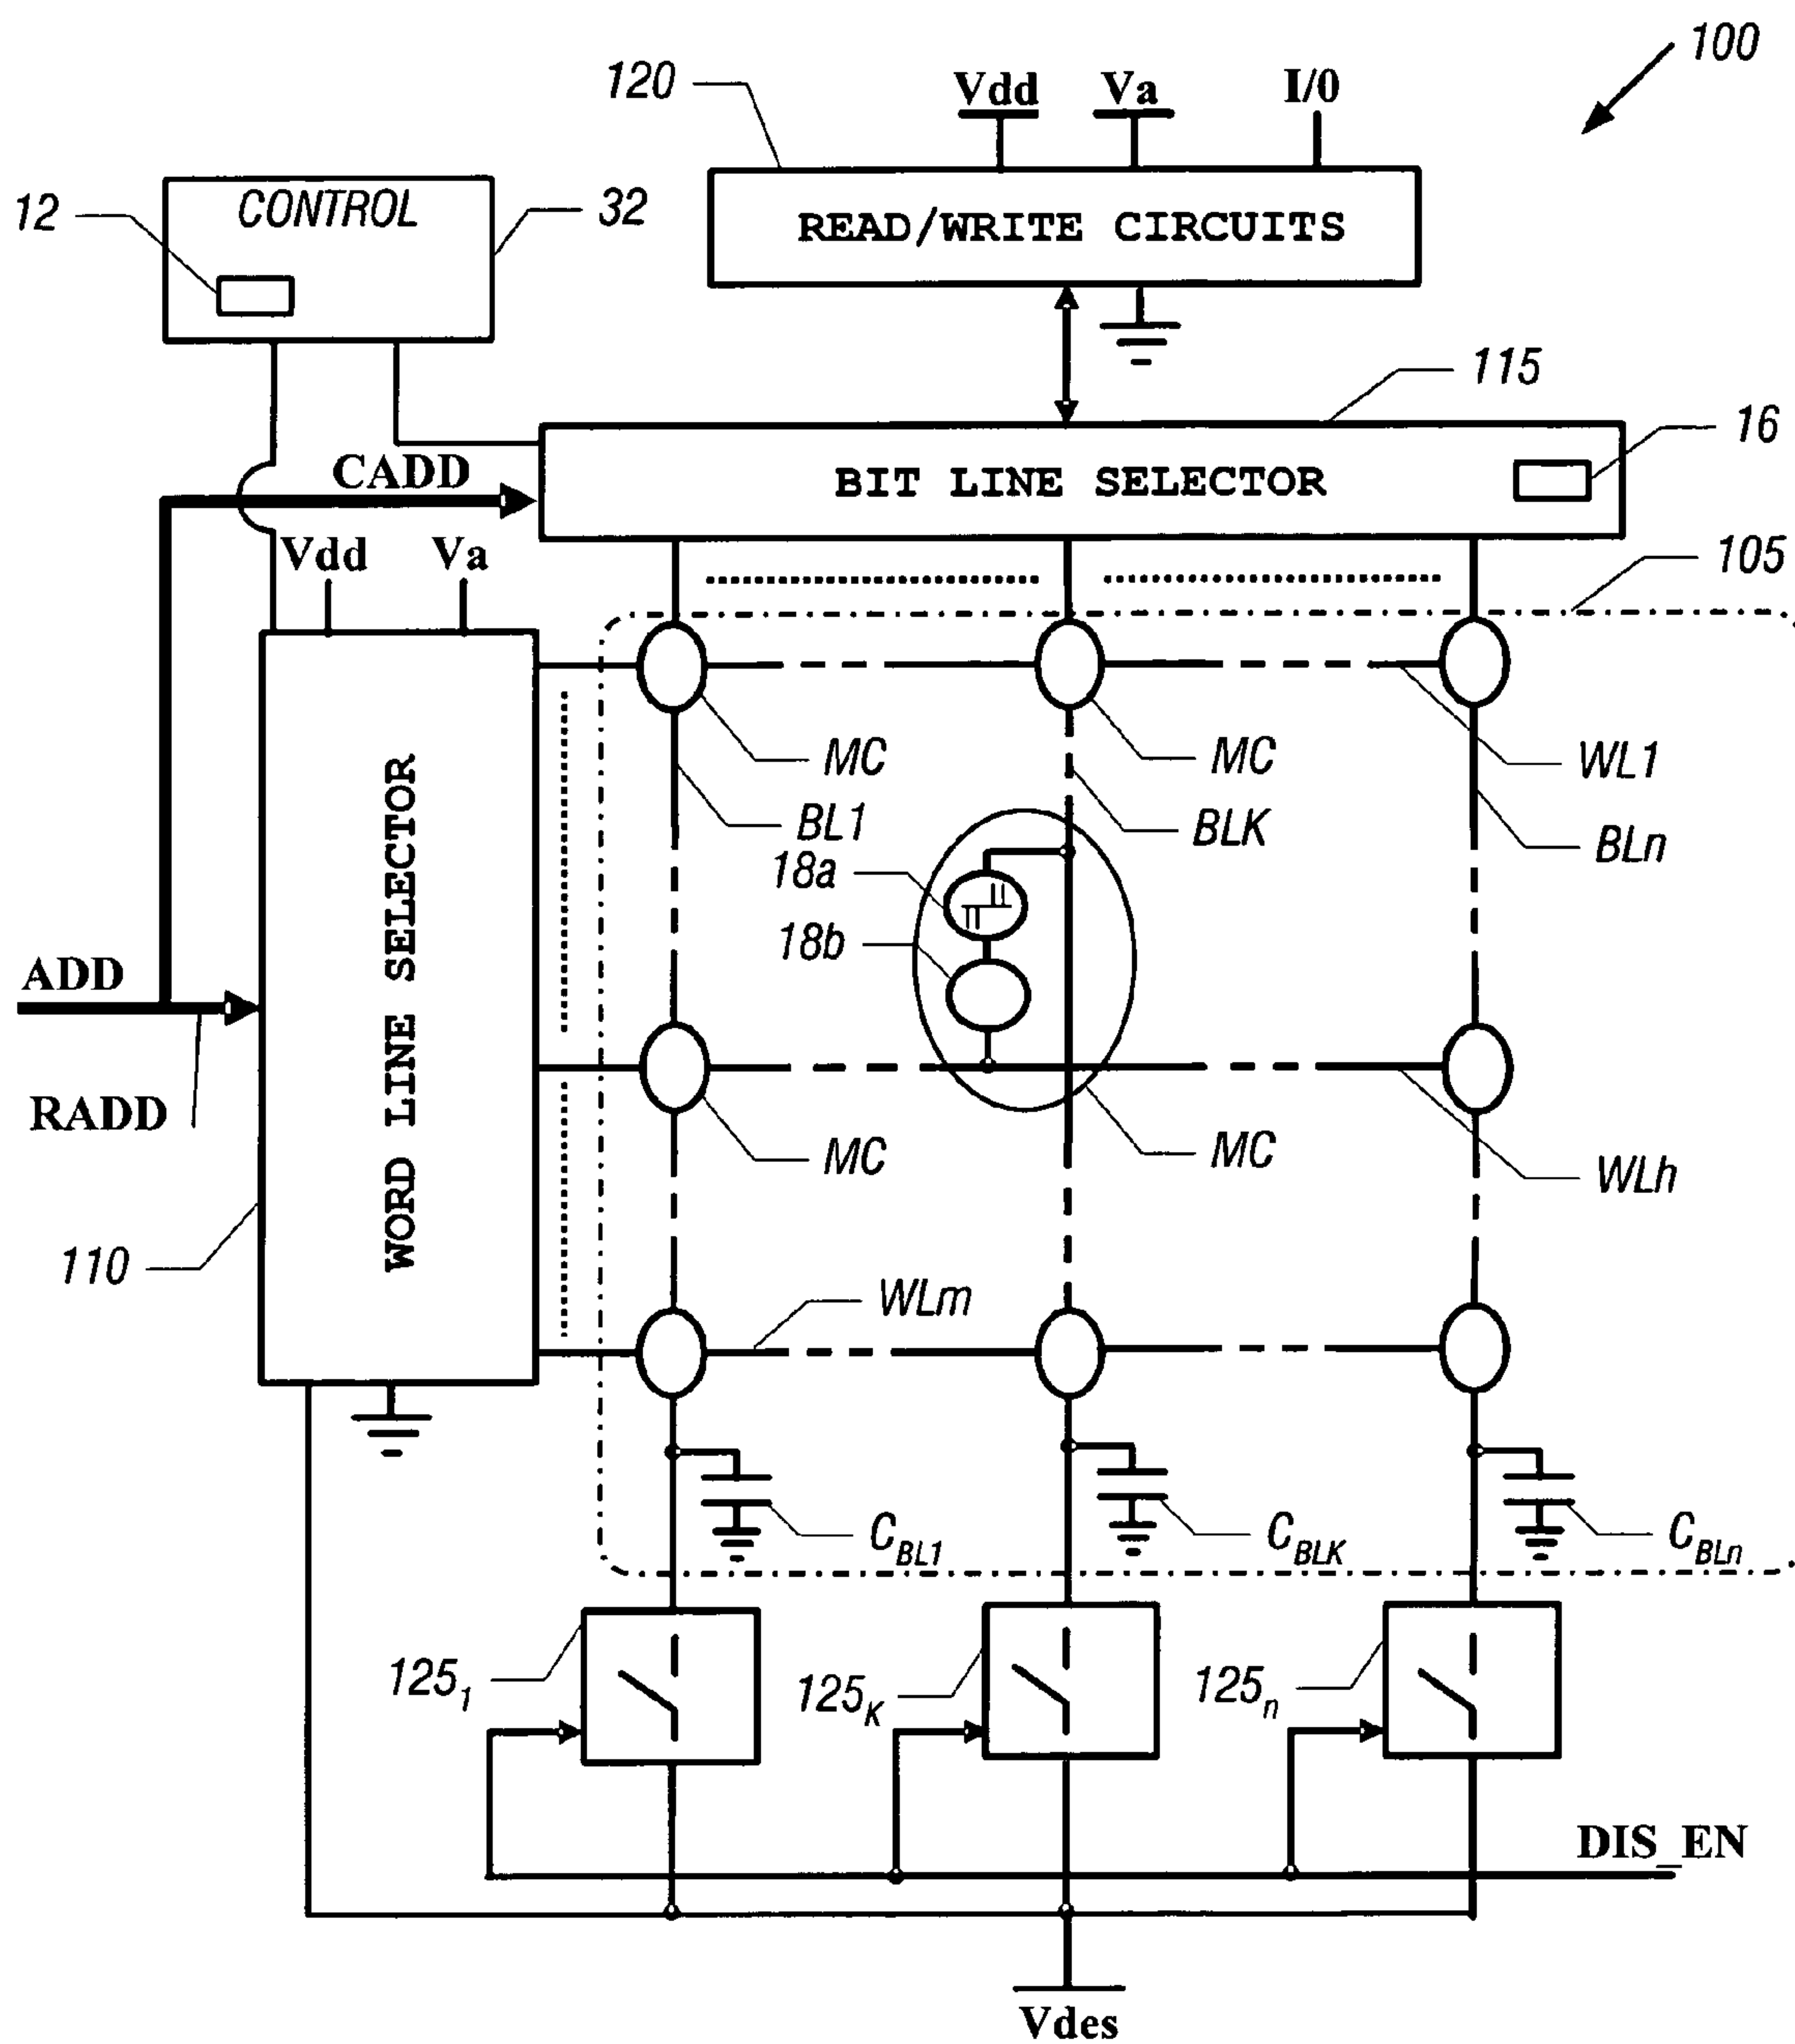 100
120
Vdd
Va
I/0
12
CONTROL
32
READ/WRITE CIRCUITS
115
16
CADD
BIT LINE SELECTOR
105
Vdd
Va
MC
MC
WL1
BL1
BLK
BLn
18a
18b
ADD
RADD
WORD LINE SELECTOR
MC
MC
WLh
110
WLm
CBL1
CBLK
CBLn
1251
125K
125n
DIS_EN
Vdes